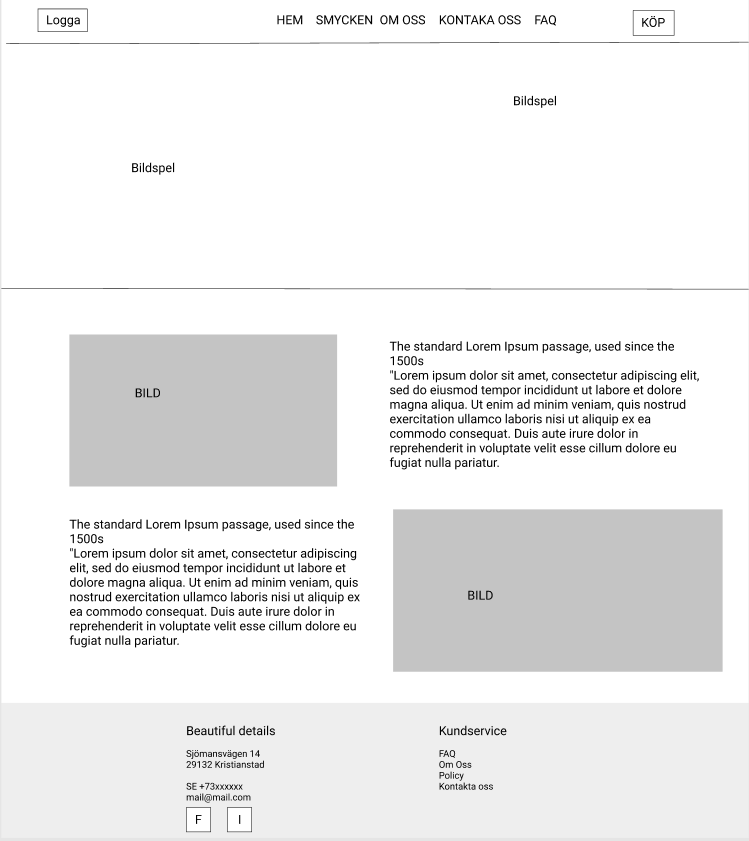 Logga
HEM SMYCKEN OM OSS KONTAKA OSS FAQ
KÖP
Bildspel
Bildspel
BILD
The standard Lorem Ipsum passage, used since the
1500s
"Lorem ipsum dolor sit amet, consectetur adipiscing elit,
sed do eiusmod tempor incididunt ut labore et dolore
magna aliqua. Ut enim ad minim veniam, quis nostrud
exercitation ullamco laboris nisi ut aliquip ex ea
commodo consequat. Duis aute irure dolor in
reprehenderit in voluptate velit esse cillum dolore eu
fugiat nulla pariatur.
The standard Lorem Ipsum passage, used since the
1500s
"Lorem ipsum dolor sit amet, consectetur adipiscing
elit, sed do eiusmod tempor incididunt ut labore et
dolore magna aliqua. Ut enim ad minim veniam, quis
nostrud exercitation ullamco laboris nisi ut aliquip ex
ea commodo consequat. Duis aute irure dolor in
reprehenderit in voluptate velit esse cillum dolore eu
fugiat nulla pariatur.
BILD
Beautiful details
Sjömansvägen 14
29132 Kristianstad
SE +73xxxxxx
mail@mail.com
F I
Kundservice
FAQ
Om Oss
Policy
Kontakta oss